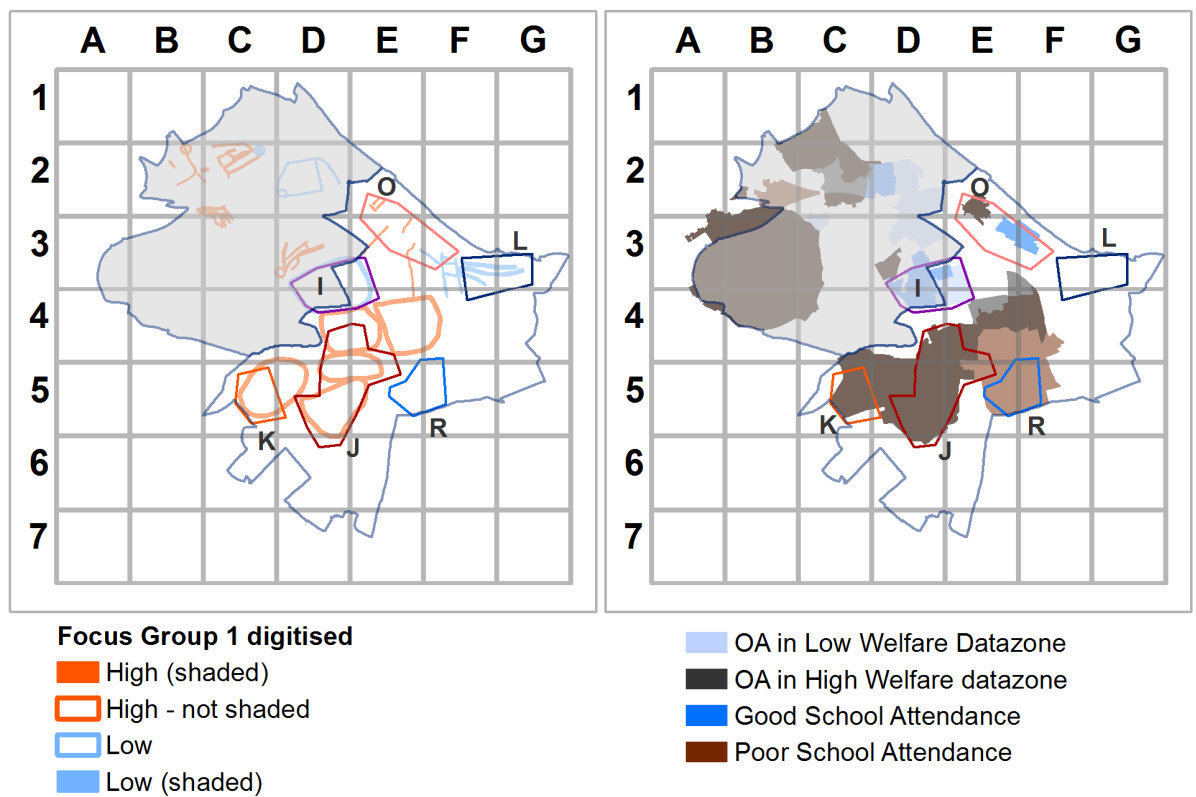 A B C D E F G
1
2
3
4
5
6
7
O
L
I
K
J
R
Focus Group 1 digitised
High (shaded)
High - not shaded
Low
Low (shaded)
A B C D E F G
1
2
3
4
5
6
7
O
L
I
K
J
R
OA in Low Welfare Datazone
OA in High Welfare datazone
Good School Attendance
Poor School Attendance